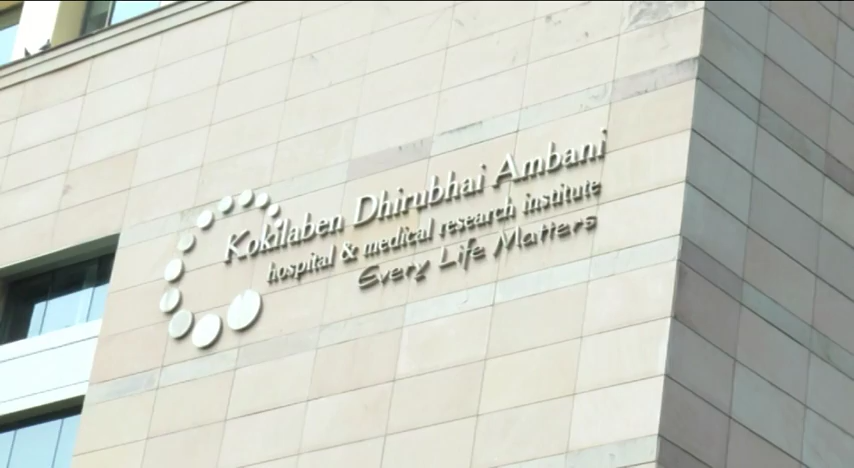 Kokilaben Dhirubhai Ambani
hospital & medical research institute
Every Life Matters